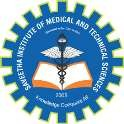 SAVEETHA INSTITUTE OF MEDICAL AND TECHNICAL SCIENCES
2005
Knowledge Conquers All